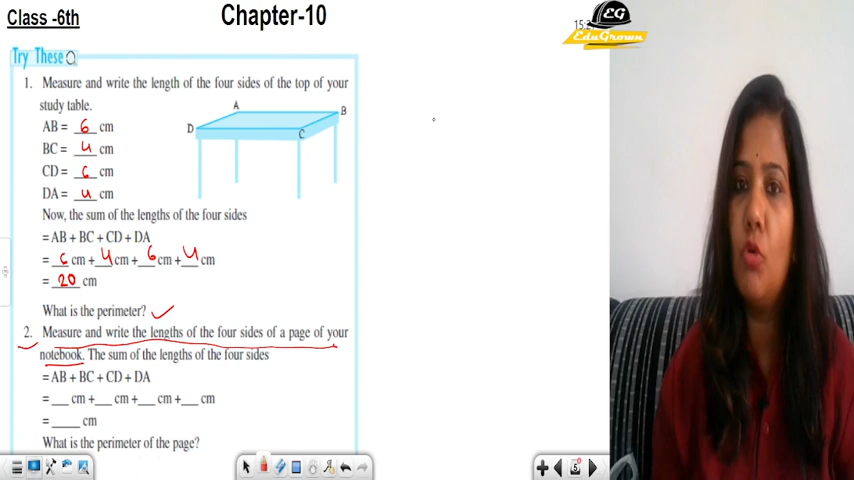 Class -6th
Chapter-10
EG
EduGrown
Try These
1. Measure and write the length of the four sides of the top of your
study table.
AB = 6 cm
BC = 4 cm
CD = 6 cm
DA = 4 cm
A
B
D
C
Now, the sum of the lengths of the four sides
= AB + BC + CD + DA
= 6 cm + 4 cm + 6 cm + 4 cm
= 20 cm
What is the perimeter?
2. Measure and write the lengths of the four sides of a page of your
notebook. The sum of the lengths of the four sides
= AB + BC + CD + DA
= ___ cm + ___ cm + ___ cm + ___ cm
= _____ cm
What is the perimeter of the page?